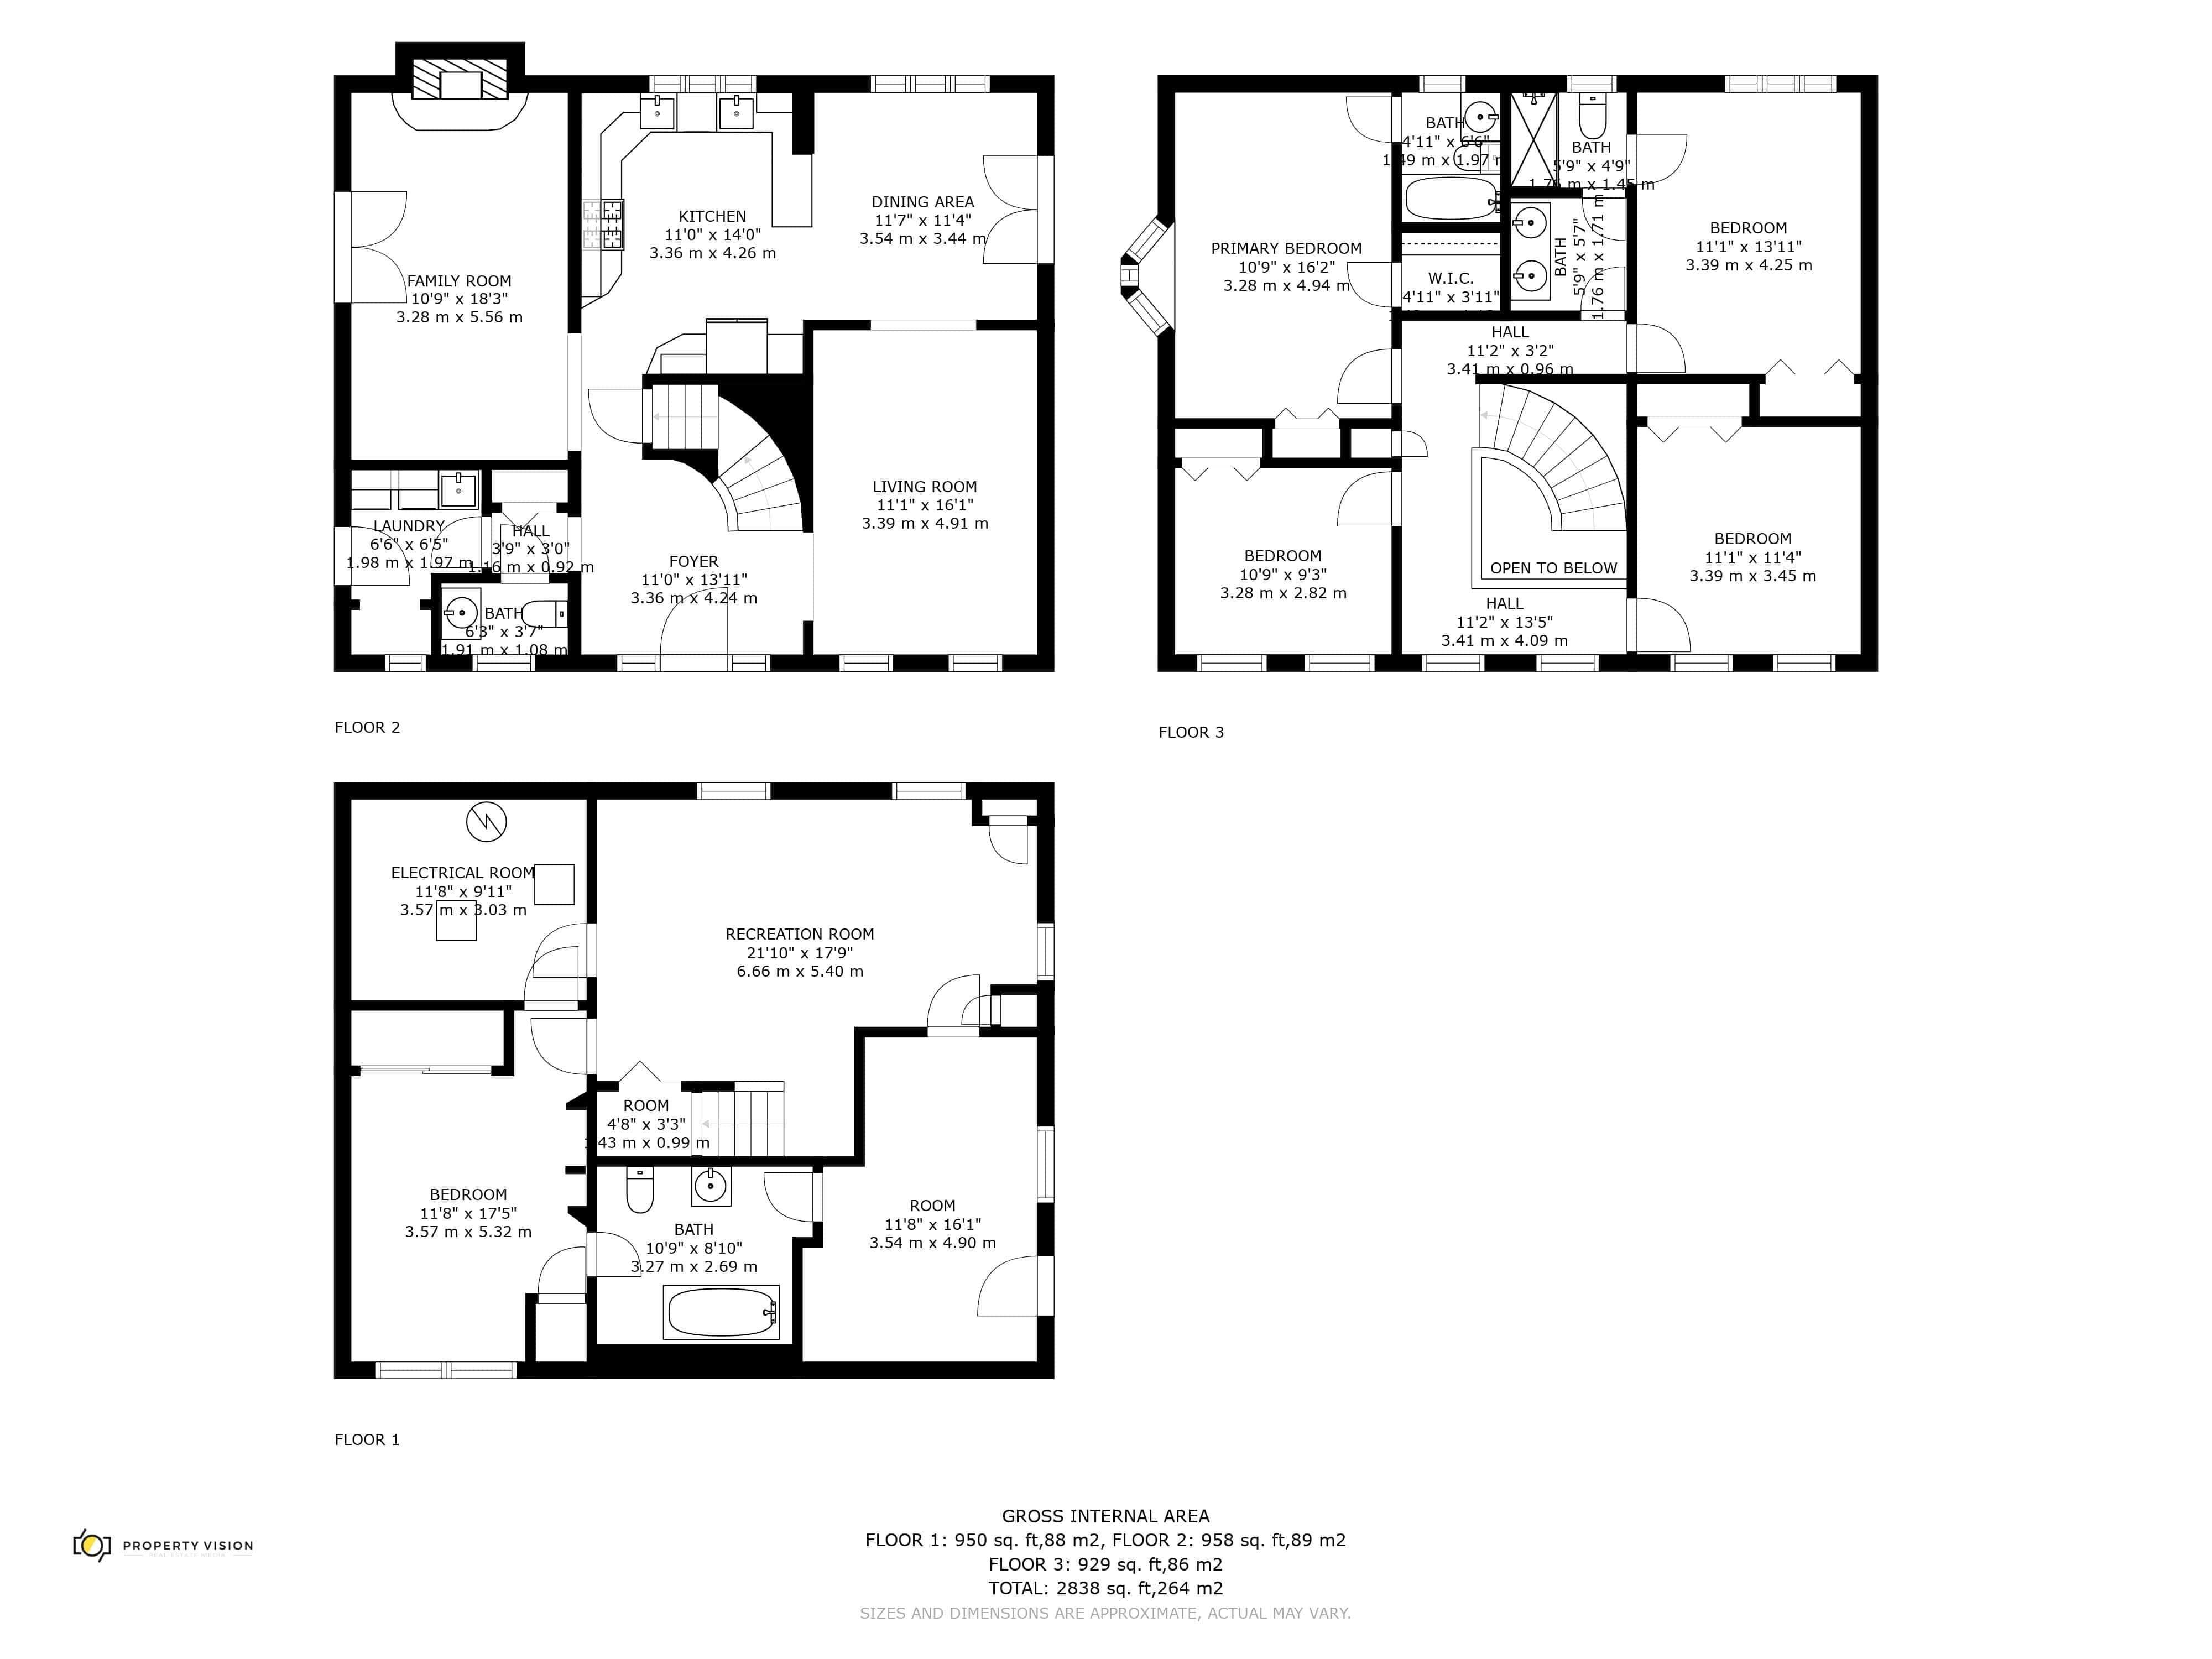 FAMILY ROOM
10'9" x 18'3"
3.28 m x 5.56 m
KITCHEN
11'0" x 14'0"
3.36 m x 4.26 m
DINING AREA
11'7" x 11'4"
3.54 m x 3.44 m
LIVING ROOM
11'1" x 16'1"
3.39 m x 4.91 m
LAUNDRY
6'6" x 6'5"
1.98 m x 1.97 m
HALL
3'9" x 3'0"
1.16 m x 0.92 m
BATH
6'3" x 3'7"
1.91 m x 1.08 m
FOYER
11'0" x 13'11"
3.36 m x 4.24 m
FLOOR 2
PRIMARY BEDROOM
10'9" x 16'2"
3.28 m x 4.94 m
BATH
4'11" x 6'6"
1.49 m x 1.97 m
BATH
5'9" x 4'9"
1.76 m x 1.45 m
BATH
5'9" x 5'7"
1.76 m x 1.71 m
W.I.C.
4'11" x 3'11"
BEDROOM
11'1" x 13'11"
3.39 m x 4.25 m
HALL
11'2" x 3'2"
3.41 m x 0.96 m
BEDROOM
10'9" x 9'3"
3.28 m x 2.82 m
OPEN TO BELOW
HALL
11'2" x 13'5"
3.41 m x 4.09 m
BEDROOM
11'1" x 11'4"
3.39 m x 3.45 m
FLOOR 3
ELECTRICAL ROOM
11'8" x 9'11"
3.57 m x 3.03 m
RECREATION ROOM
21'10" x 17'9"
6.66 m x 5.40 m
ROOM
4'8" x 3'3"
1.43 m x 0.99 m
BEDROOM
11'8" x 17'5"
3.57 m x 5.32 m
BATH
10'9" x 8'10"
3.27 m x 2.69 m
ROOM
11'8" x 16'1"
3.54 m x 4.90 m
FLOOR 1
GROSS INTERNAL AREA
FLOOR 1: 950 sq. ft,88 m2, FLOOR 2: 958 sq. ft,89 m2
FLOOR 3: 929 sq. ft,86 m2
TOTAL: 2838 sq. ft,264 m2
SIZES AND DIMENSIONS ARE APPROXIMATE, ACTUAL MAY VARY.
PROPERTY VISION
REAL ESTATE MEDIA